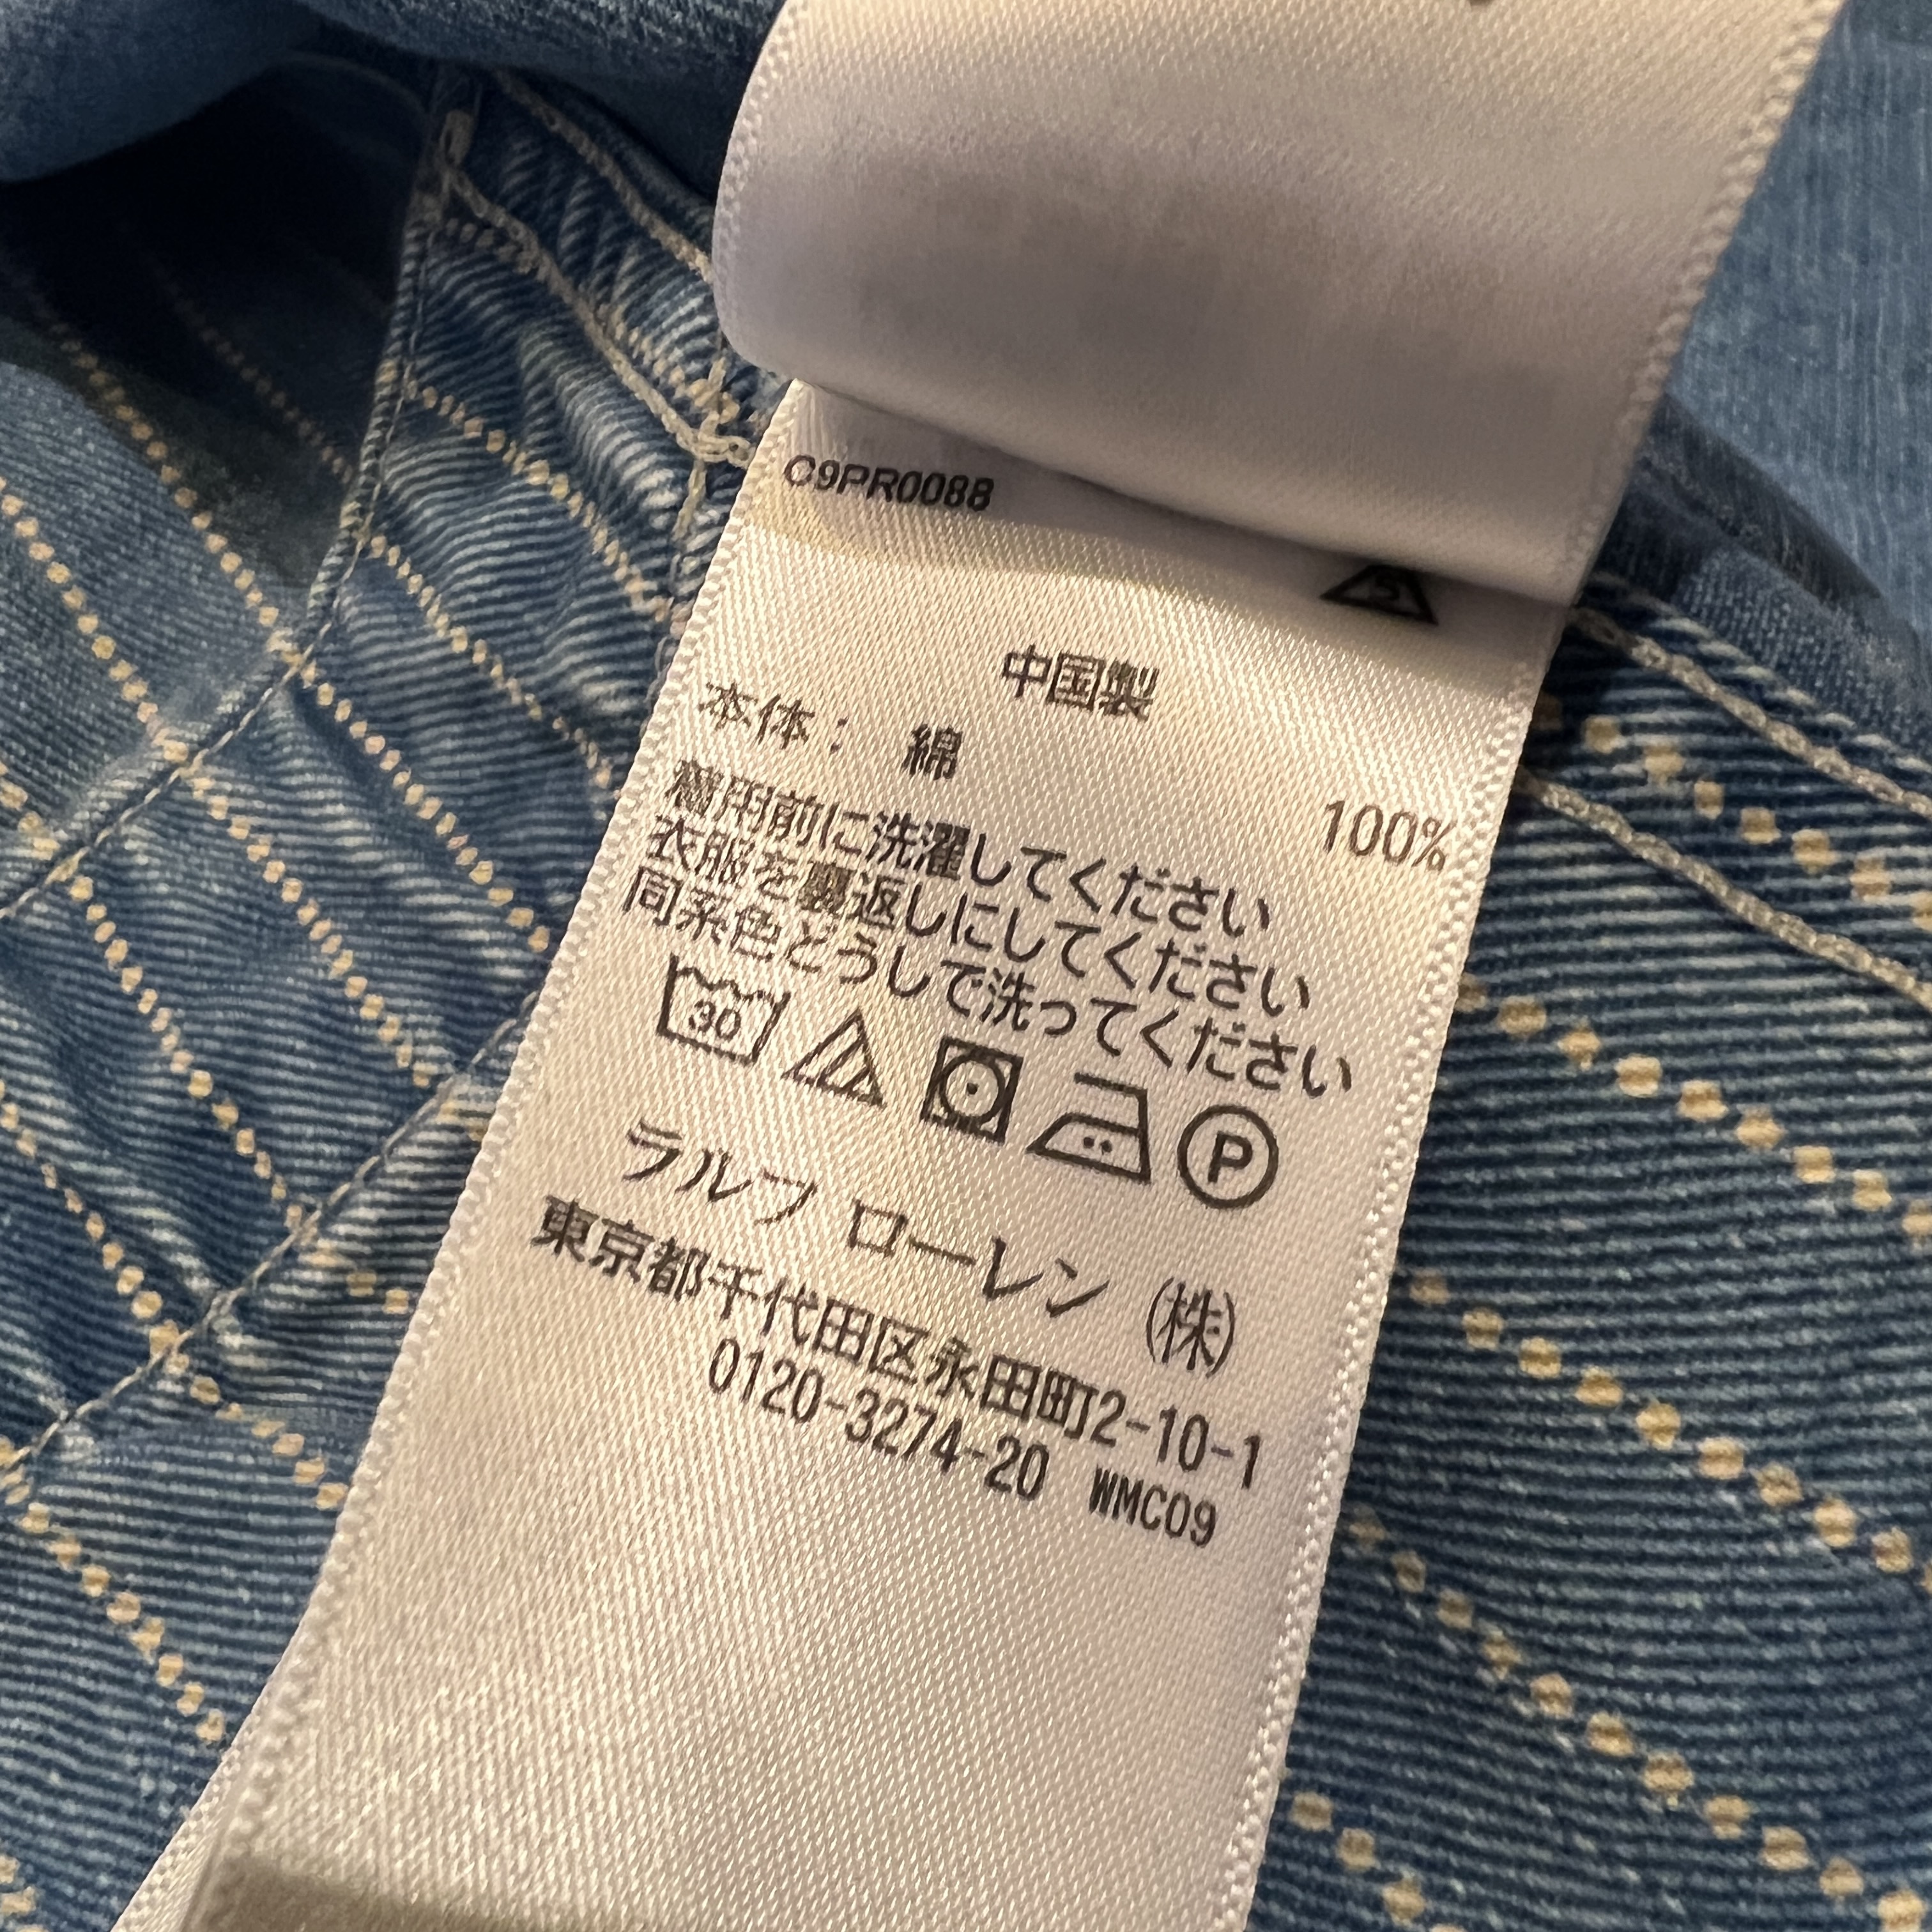 C9PR0088
5
中国製
本体: 綿 100%
着用前に洗濯してください
衣服を裏返しにしてください
同系色どうしで洗ってください
30 P
ラルフ ローレン (株)
東京都千代田区永田町2-10-1
0120-3274-20 WMC09